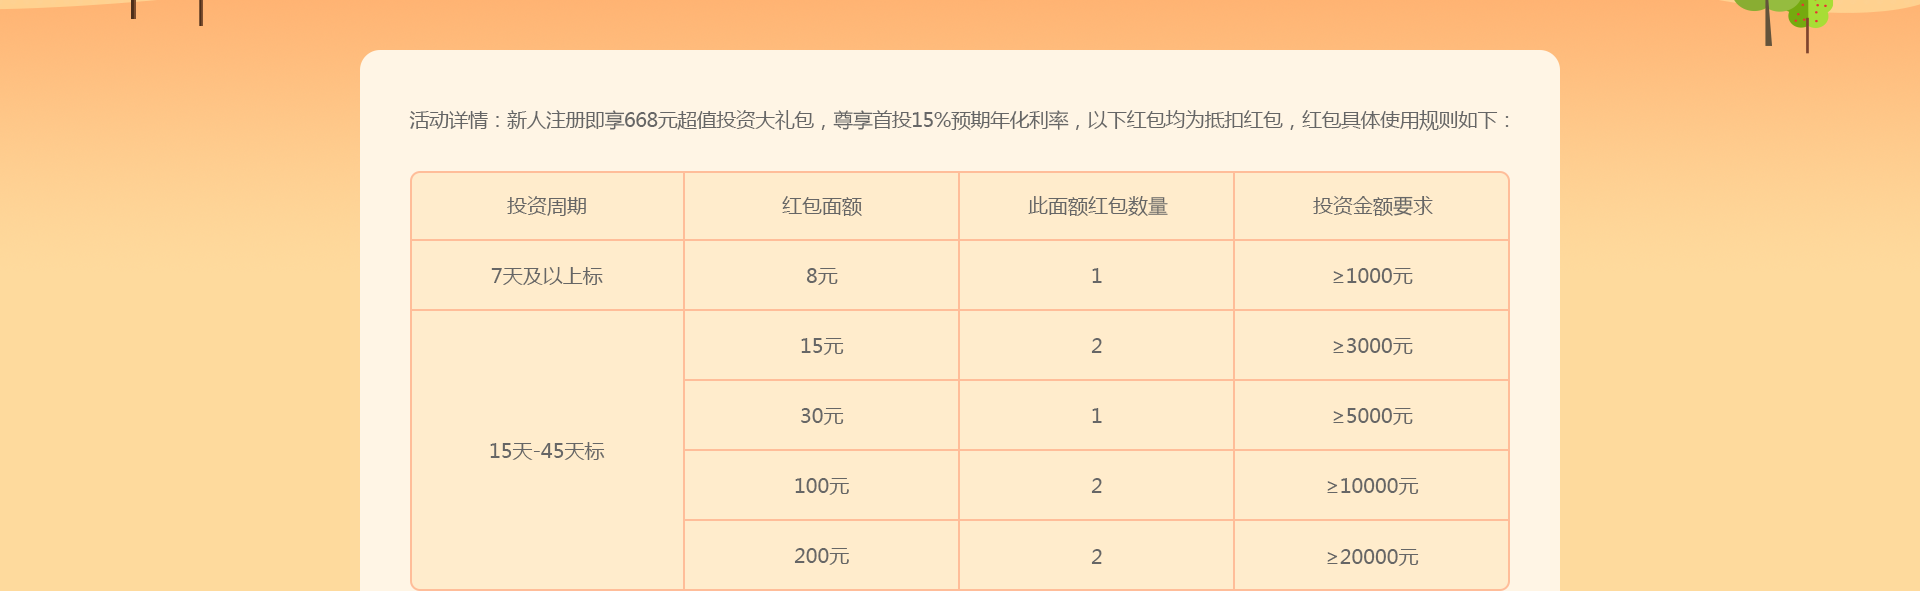 活动详情：新人注册即享668元超值投资大礼包，尊享首投15%预期年化利率，以下红包均为抵扣红包，红包具体使用规则如下：
投资周期 红包面额 此面额红包数量 投资金额要求
7天及以上标 8元 1 ≥1000元
15天-45天标 15元 2 ≥3000元
30元 1 ≥5000元
100元 2 ≥10000元
200元 2 ≥20000元